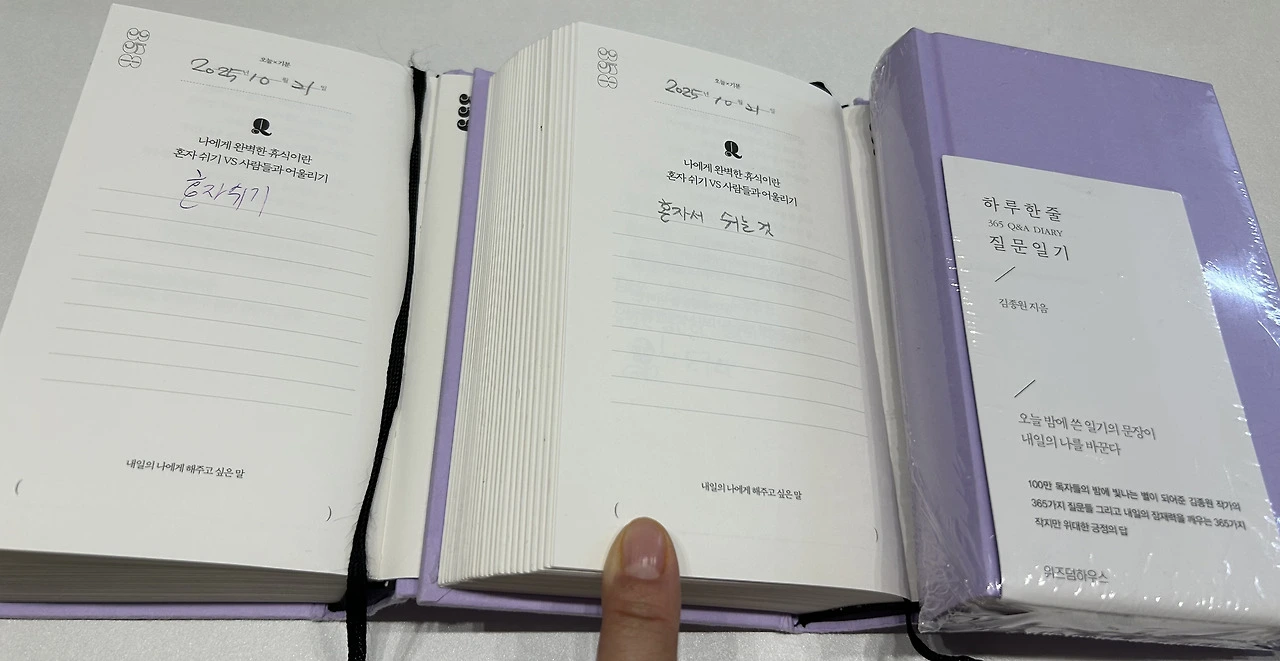 오늘×기분
2025년 10월 21일
Q
나에게 완벽한 휴식이란
혼자 쉬기 VS 사람들과 어울리기
혼자쉬기
내일의 나에게 해주고 싶은 말
( )
오늘×기분
2025년 10월 21일
Q
나에게 완벽한 휴식이란
혼자 쉬기 VS 사람들과 어울리기
혼자서 쉬는 것
내일의 나에게 해주고 싶은 말
( )
하루 한 줄
365 Q&A DIARY
질문 일기
/
김종원 지음
/
오늘 밤에 쓴 일기의 문장이
내일의 나를 바꾼다
100만 독자들의 밤에 빛나는 별이 되어준 김종원 작가의
365가지 질문들 그리고 내일의 잠재력을 깨우는 365가지
작지만 위대한 긍정의 답
위즈덤하우스